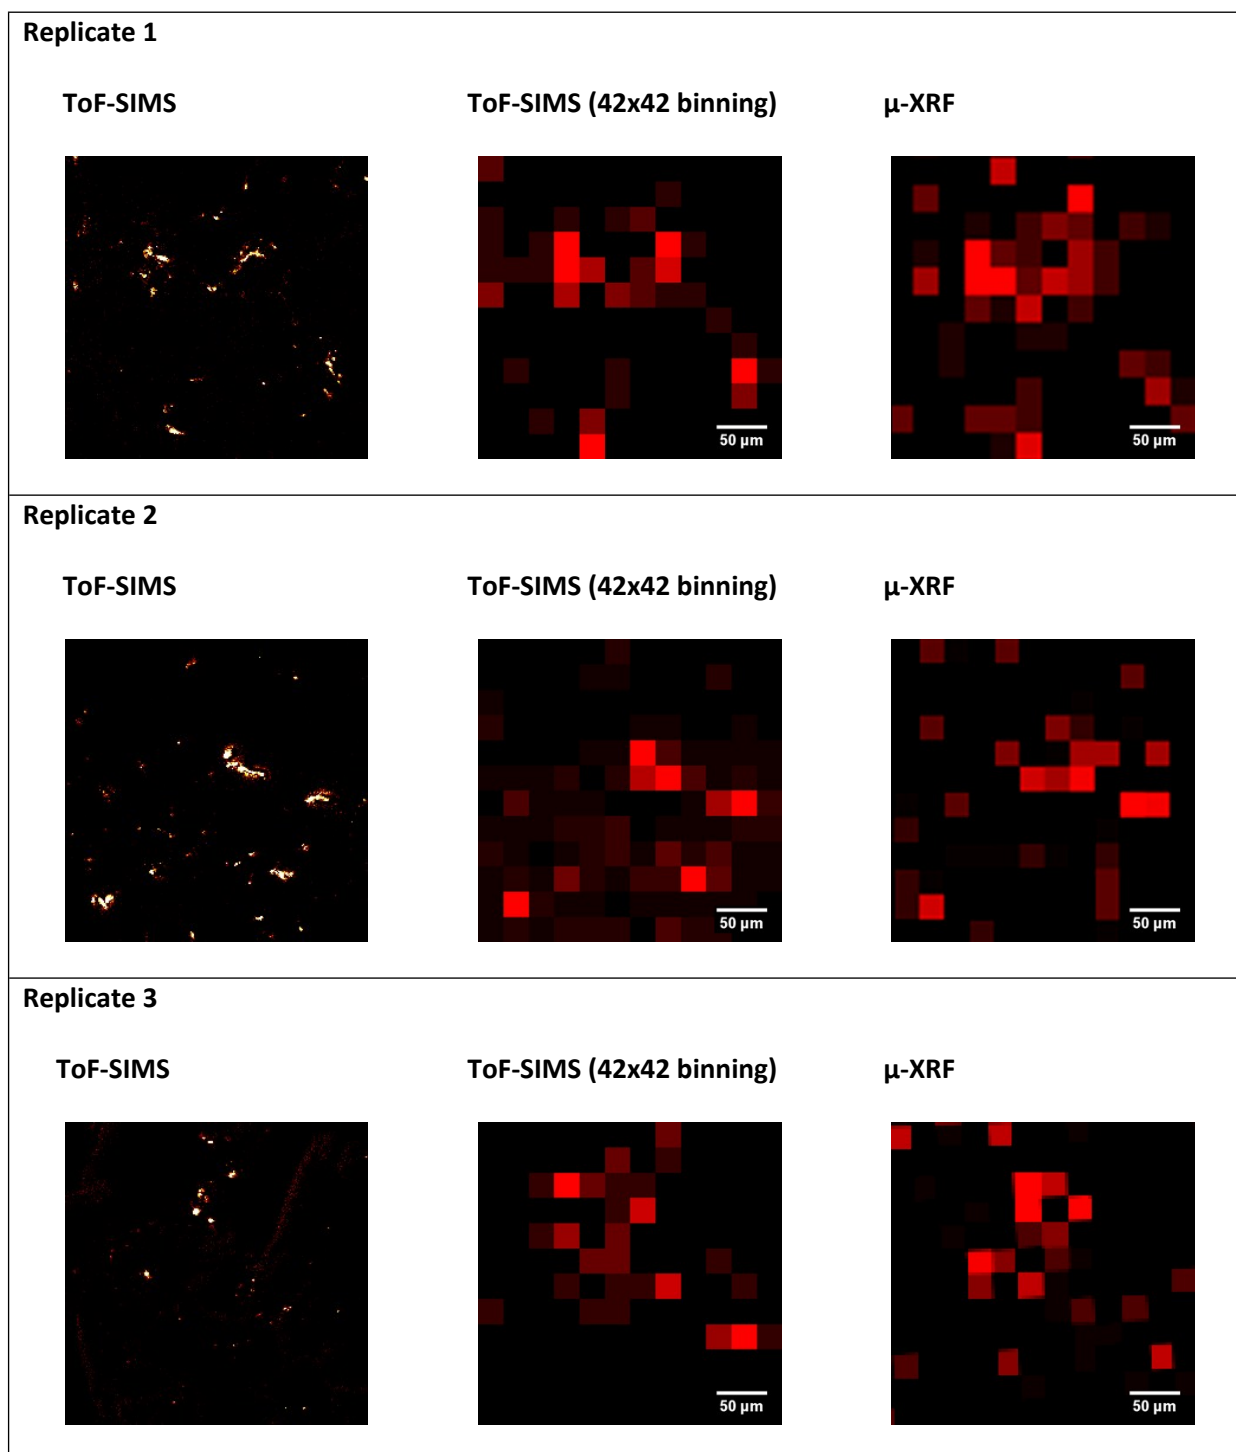 Replicate 1
ToF-SIMS ToF-SIMS (42x42 binning) µ-XRF
50 µm 50 µm
Replicate 2
ToF-SIMS ToF-SIMS (42x42 binning) µ-XRF
50 µm 50 µm
Replicate 3
ToF-SIMS ToF-SIMS (42x42 binning) µ-XRF
50 µm 50 µm